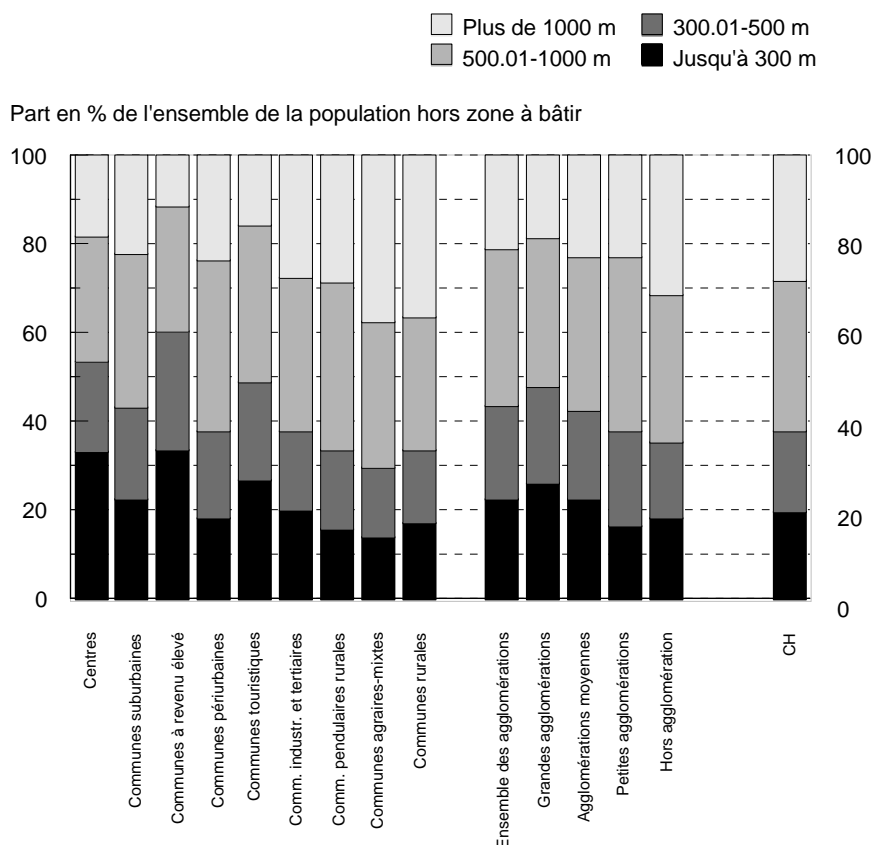 Plus de 1000 m 300.01-500 m
500.01-1000 m Jusqu'à 300 m
Part en % de l'ensemble de la population hors zone à bâtir
100 100
80 80
60 60
40 40
20 20
0 0
Centres
Communes suburbaines
Communes à revenu élevé
Communes périurbaines
Communes touristiques
Comm. industr. et tertiaires
Comm. pendulaires rurales
Communes agraires-mixtes
Communes rurales
Ensemble des agglomérations
Grandes agglomérations
Agglomérations moyennes
Petites agglomérations
Hors agglomération
CH